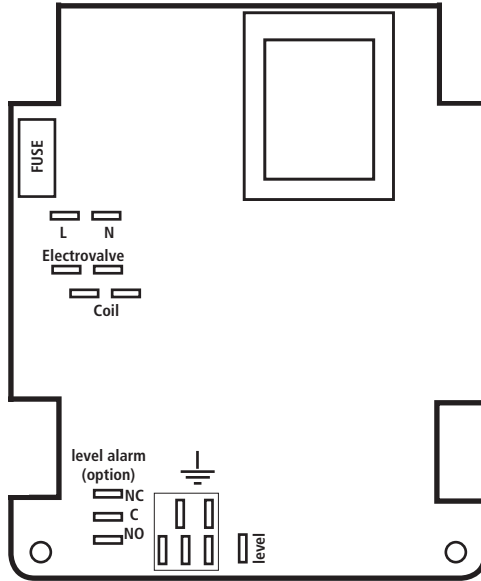 FUSE
L N
Electrovalve
Coil
level alarm
(option)
NC
C
NO
level